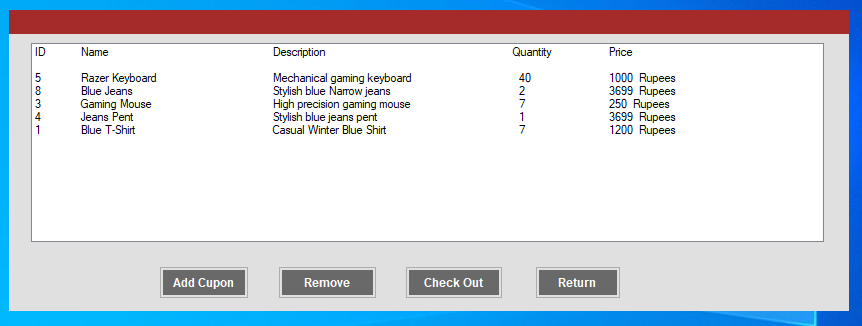 ID Name Description Quantity Price
5 Razer Keyboard Mechanical gaming keyboard 40 1000 Rupees
8 Blue Jeans Stylish blue Narrow jeans 2 3699 Rupees
3 Gaming Mouse High precision gaming mouse 7 250 Rupees
4 Jeans Pent Stylish blue jeans pent 1 3699 Rupees
1 Blue T-Shirt Casual Winter Blue Shirt 7 1200 Rupees
Add Cupon Remove Check Out Return